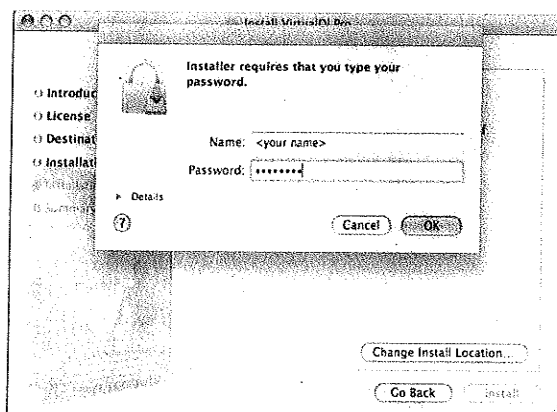 Install VirtualDJ Pro
Installer requires that you type your
password.
Introduc
License
Destinat
Installati
Summary
Name: <your name>
Password: ••••••••
Details
?
Cancel OK
Change Install Location...
Go Back Install